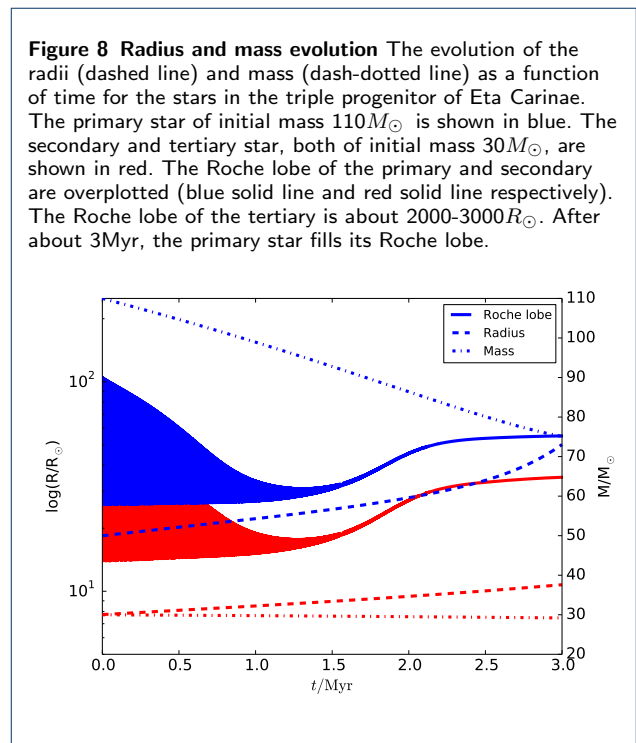 Figure 8 Radius and mass evolution The evolution of the
radii (dashed line) and mass (dash-dotted line) as a function
of time for the stars in the triple progenitor of Eta Carinae.
The primary star of initial mass 110M⊙ is shown in blue. The
secondary and tertiary star, both of initial mass 30M⊙, are
shown in red. The Roche lobe of the primary and secondary
are overplotted (blue solid line and red solid line respectively).
The Roche lobe of the tertiary is about 2000-3000R⊙. After
about 3Myr, the primary star fills its Roche lobe.
Roche lobe
Radius
Mass
10²
10¹
log(R/R⊙)
110
100
90
80
70
60
50
40
30
20
M/M⊙
0.0 0.5 1.0 1.5 2.0 2.5 3.0
t/Myr